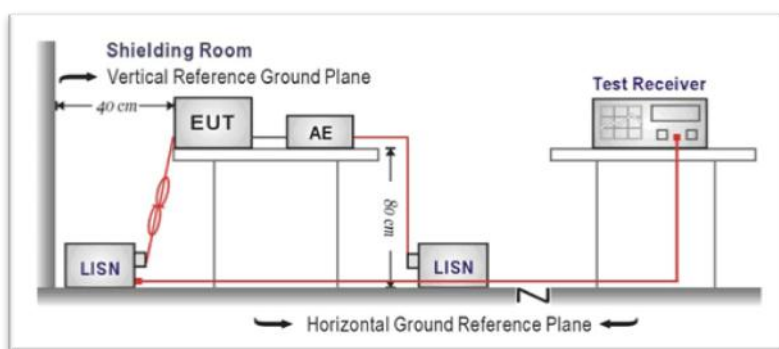 Shielding Room
Vertical Reference Ground Plane
40 cm
EUT
AE
Test Receiver
80 cm
LISN
LISN
Horizontal Ground Reference Plane